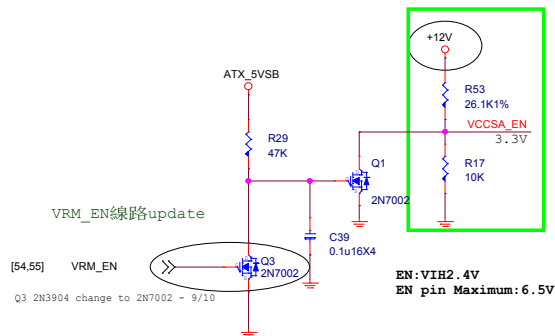 +12V
ATX_5VSB
R53
26.1K1%
VCCSA_EN
3.3V
R29
47K
Q1
R17
10K
2N7002
VRM_EN線路update
C39
0.1u16X4
[54,55]
VRM_EN
Q3
2N7002
EN:VIH2.4V
EN pin Maximum:6.5V
Q3 2N3904 change to 2N7002 - 9/10